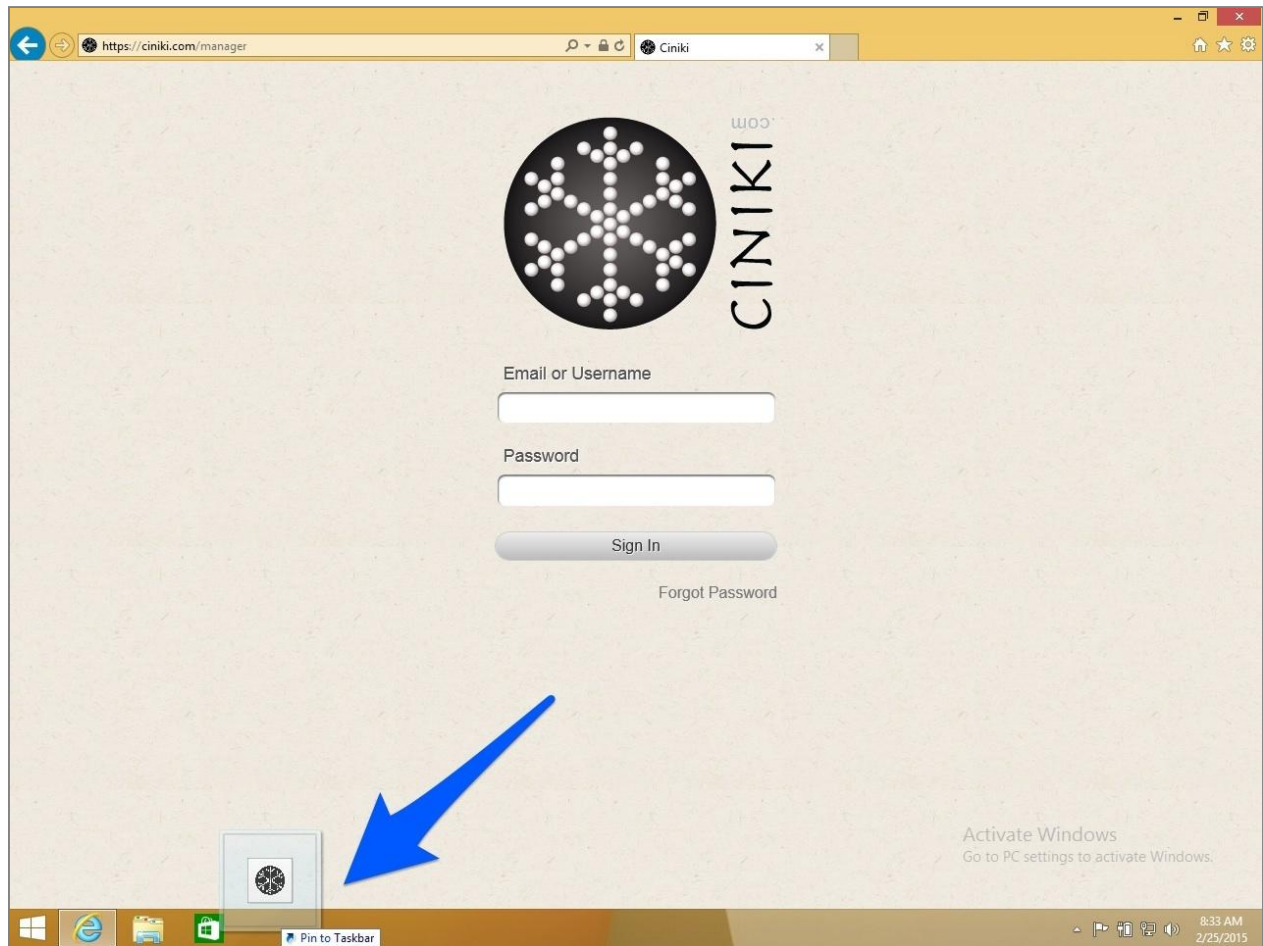 https://ciniki.com/manager
Ciniki
CINIKI.com
Email or Username
Password
Sign In
Forgot Password
Activate Windows
Go to PC settings to activate Windows.
Pin to Taskbar
8:33 AM
2/25/2015